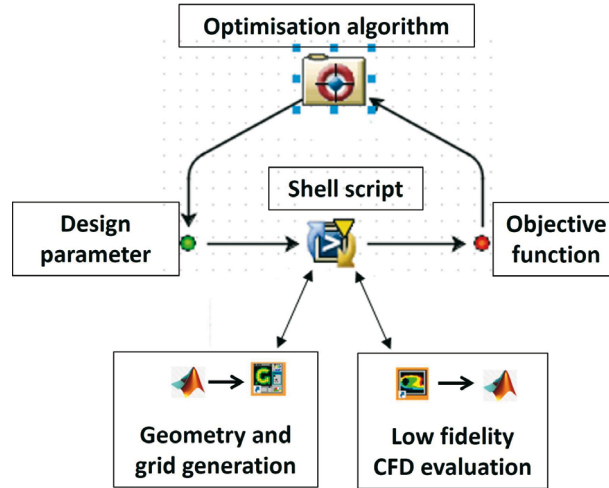 Optimisation algorithm
Shell script
Design
parameter
Objective
function
G
Geometry and
grid generation
Low fidelity
CFD evaluation